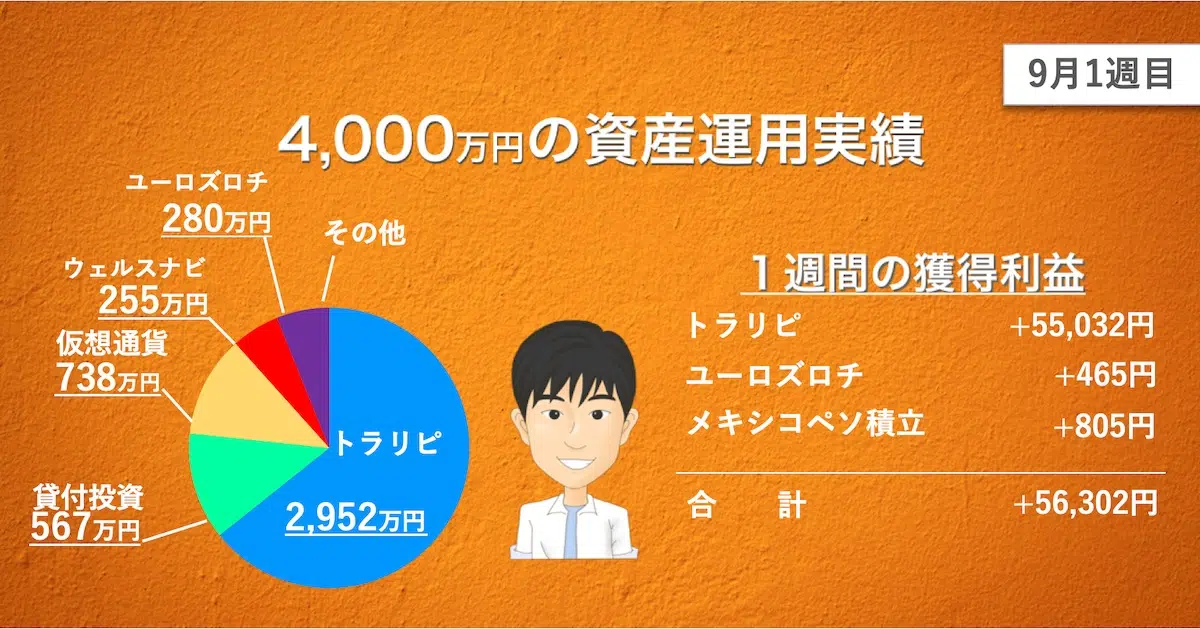 9月1週目
4,000万円の資産運用実績
ユーロズロチ
280万円
その他
ウェルスナビ
255万円
仮想通貨
738万円
貸付投資
567万円
トラリピ
2,952万円
1週間の獲得利益
トラリピ +55,032円
ユーロズロチ +465円
メキシコペソ積立 +805円
合 計 +56,302円